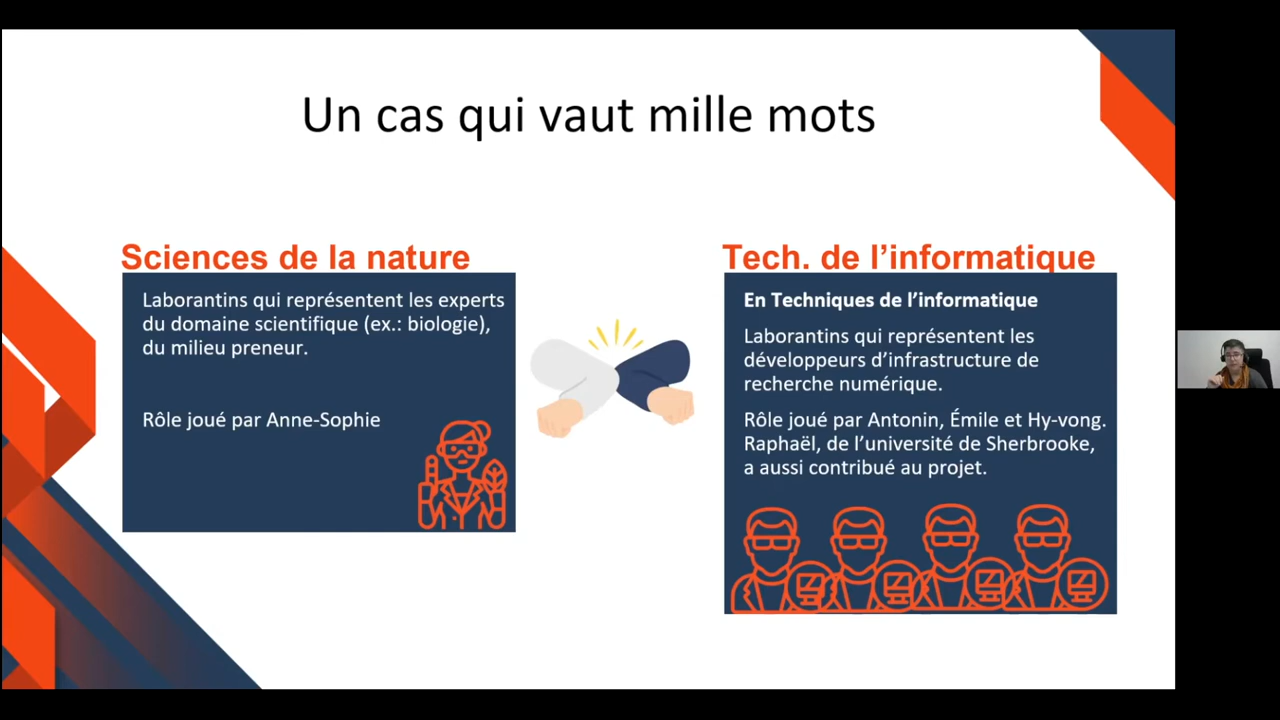 Un cas qui vaut mille mots
Sciences de la nature
Laborantins qui représentent les experts
du domaine scientifique (ex.: biologie),
du milieu preneur.
Rôle joué par Anne-Sophie
Tech. de l’informatique
En Techniques de l’informatique
Laborantins qui représentent les
développeurs d’infrastructure de
recherche numérique.
Rôle joué par Antonin, Émile et Hy-vong.
Raphaël, de l’université de Sherbrooke,
a aussi contribué au projet.